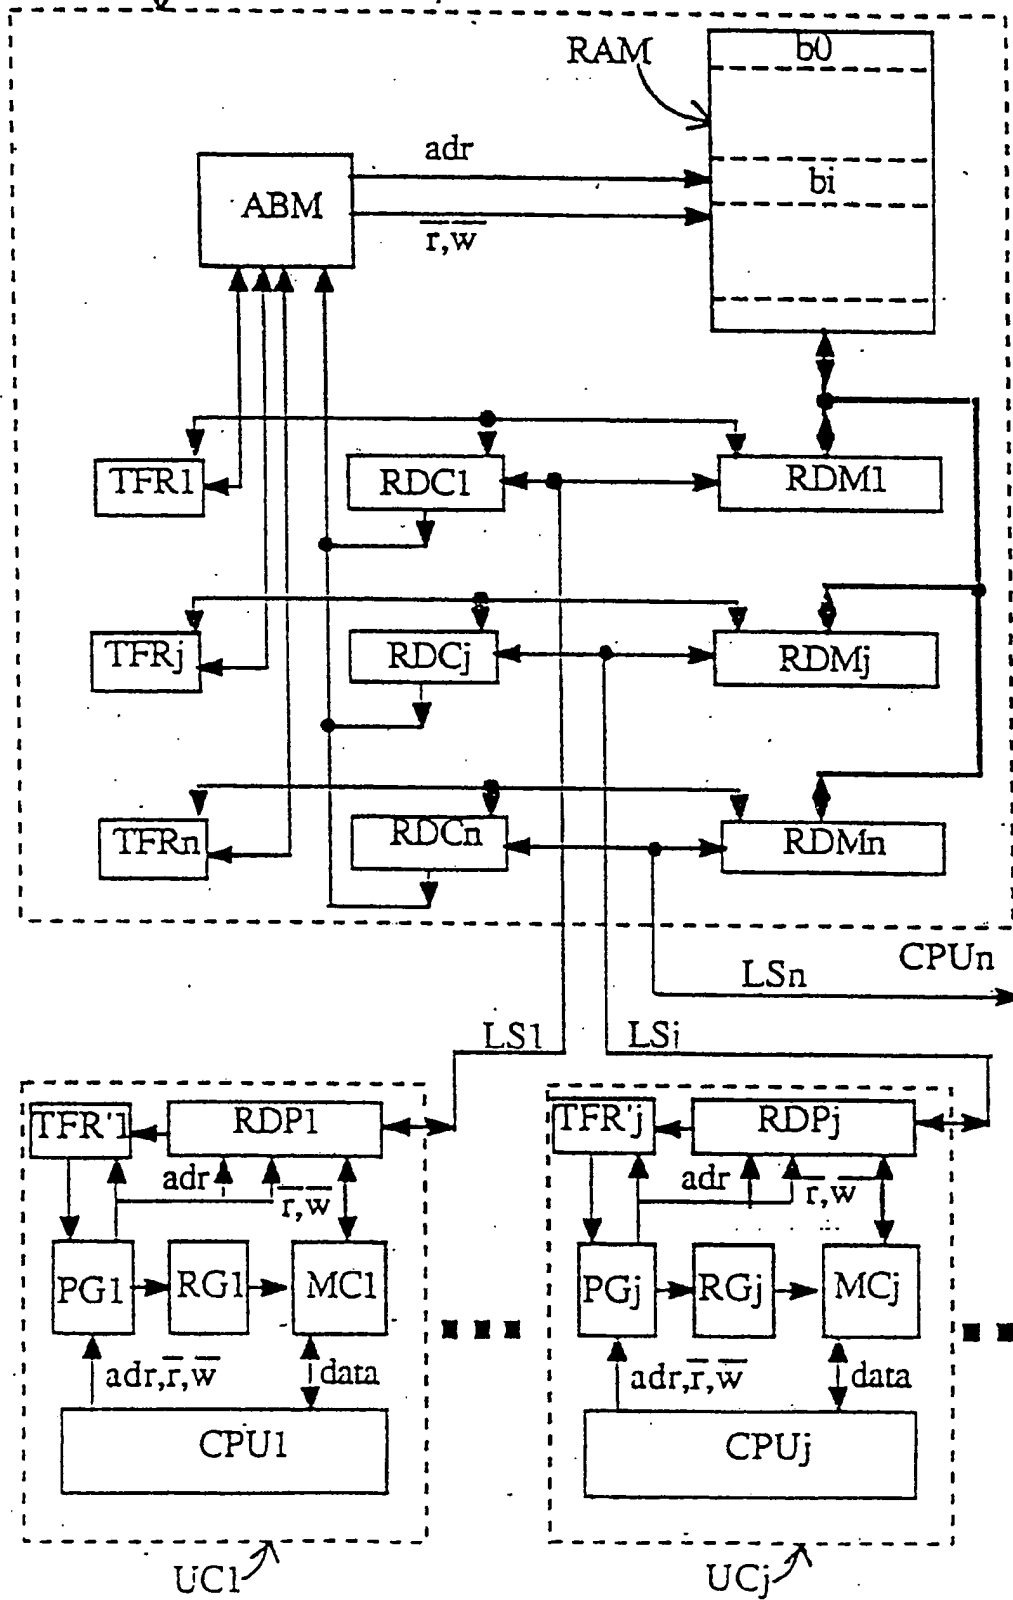 RAM
b0
adr
ABM
bi
r̅,w̅
TFR1
RDC1
RDM1
TFRj
RDCj
RDMj
TFRn
RDCn
RDMn
CPUn
LSn
LS1
LSj
TFR'1
RDP1
TFR'j
RDPj
adr
r̅,w̅
adr
r̅,w̅
PG1
RG1
MC1
PGj
RGj
MCj
adr,r̅,w̅
data
adr,r̅,w̅
data
CPU1
CPUj
UC1
UCj